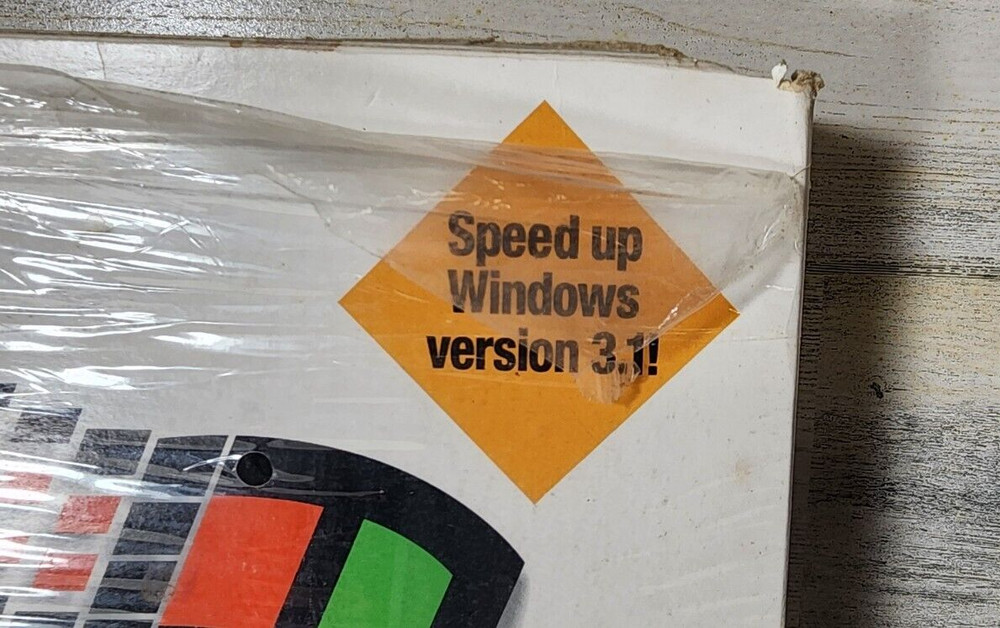 Speed up
Windows
version 3.1!